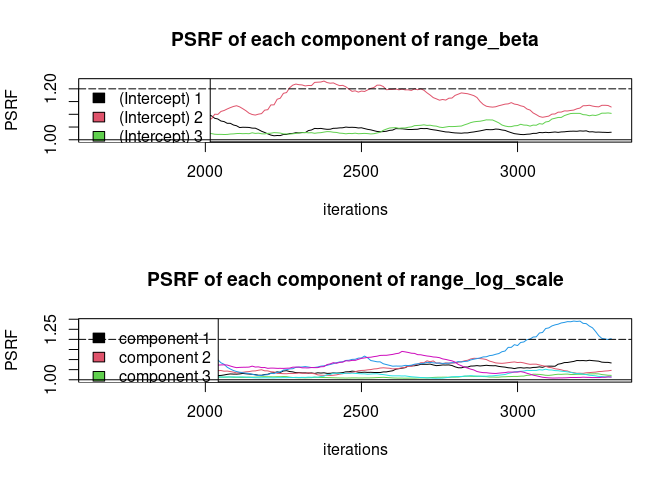 PSRF of each component of range_beta
PSRF
1.20
1.00
(Intercept) 1
(Intercept) 2
(Intercept) 3
2000
2500
3000
iterations
PSRF of each component of range_log_scale
PSRF
1.25
1.00
component 1
component 2
component 3
2000
2500
3000
iterations